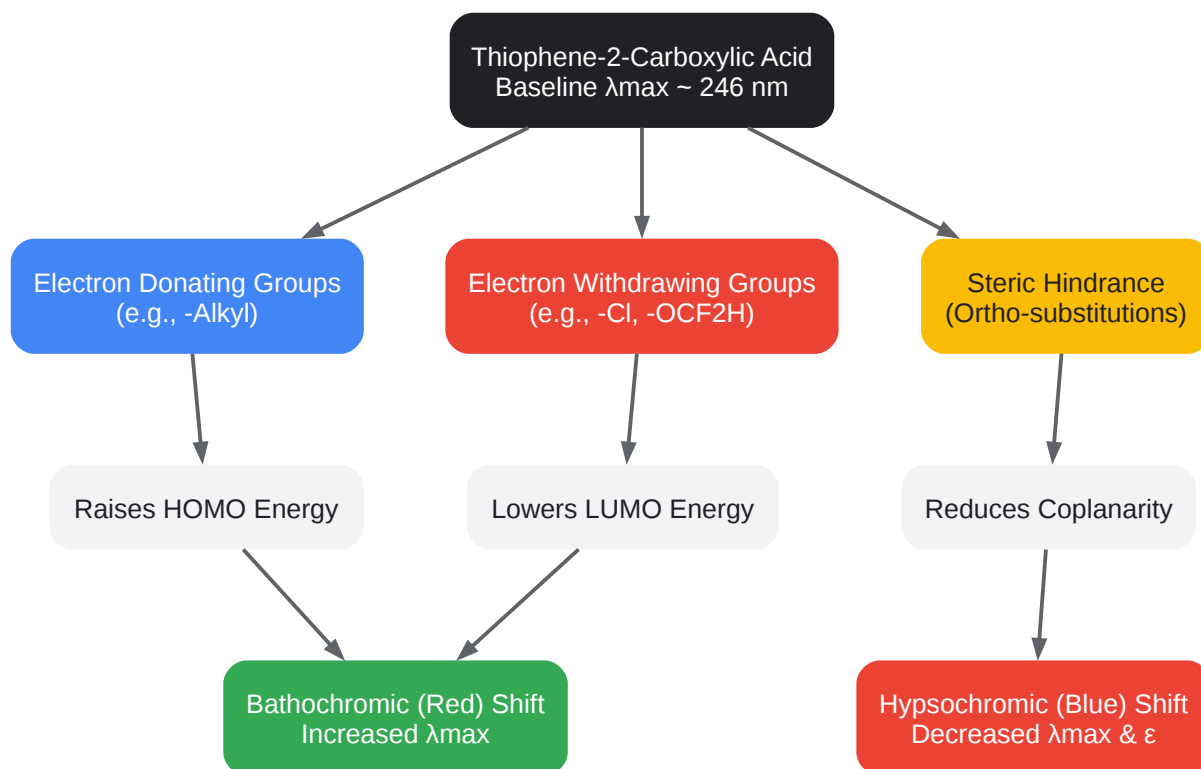 Thiophene-2-Carboxylic Acid
Baseline λmax ~ 246 nm
Electron Donating Groups
(e.g., -Alkyl)
Electron Withdrawing Groups
(e.g., -Cl, -OCF2H)
Steric Hindrance
(Ortho-substitutions)
Raises HOMO Energy
Lowers LUMO Energy
Reduces Coplanarity
Bathochromic (Red) Shift
Increased λmax
Hypsochromic (Blue) Shift
Decreased λmax & ε